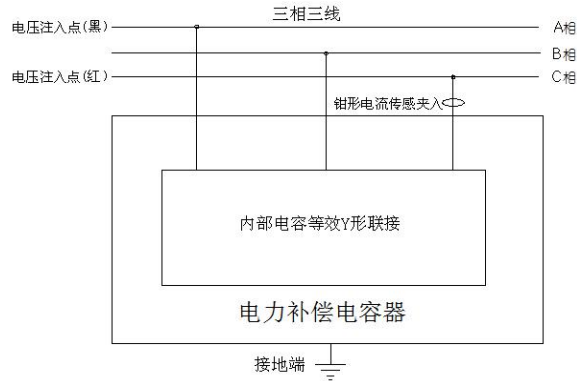 三相三线
电压注入点(黑)
A相
B相
电压注入点(红)
C相
钳形电流传感夹入
内部电容等效Y形联接
电力补偿电容器
接地端